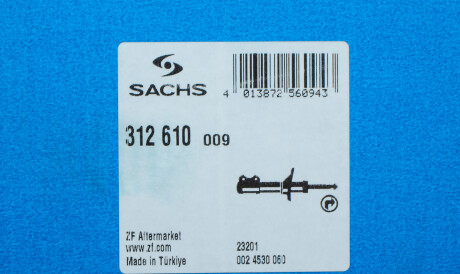 SACHS
4 013872 560943
312 610 009
ZF Aftermarket
www.zf.com
Made in Türkiye
23201
002 4530 060